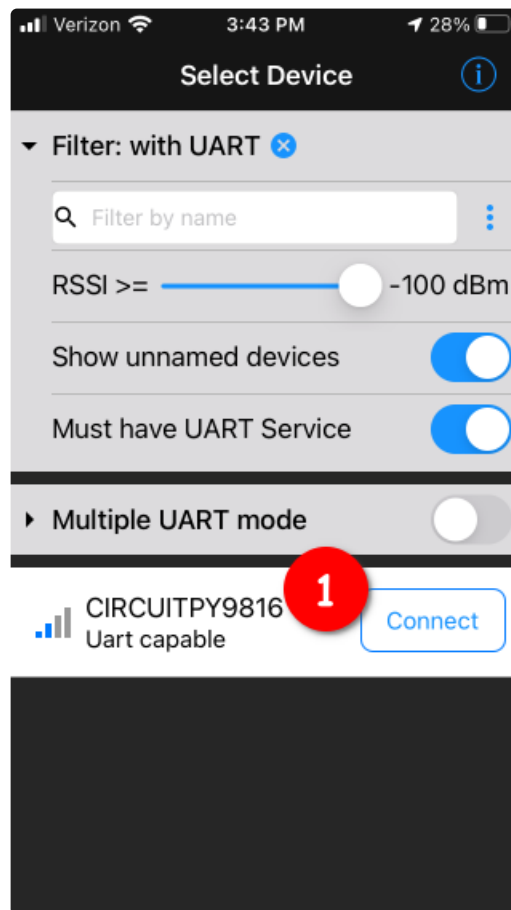 Verizon 3:43 PM 28%
Select Device i
Filter: with UART
Filter by name
RSSI >= -100 dBm
Show unnamed devices
Must have UART Service
Multiple UART mode
1
CIRCUITPY9816 Connect
Uart capable